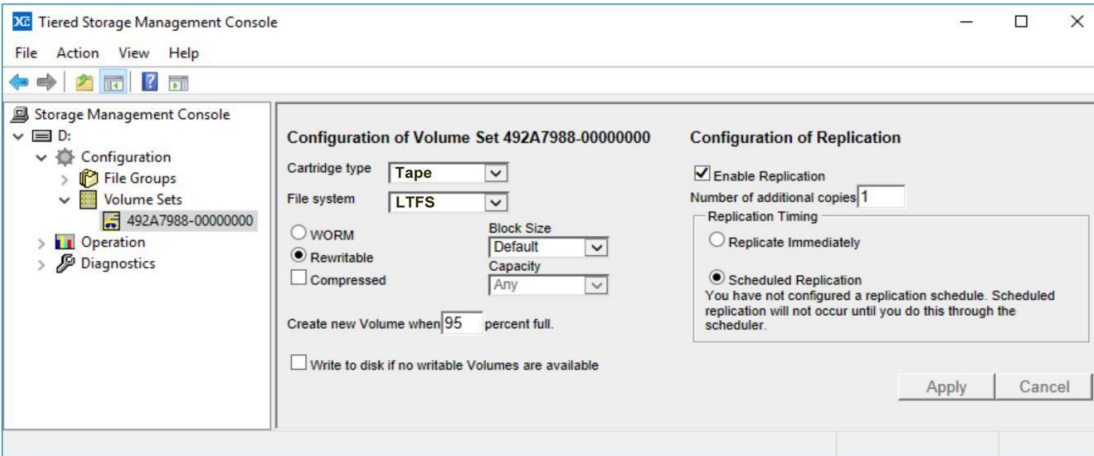 XE Tiered Storage Management Console
File Action View Help
Storage Management Console
D:
Configuration
File Groups
Volume Sets
492A7988-00000000
Operation
Diagnostics
Configuration of Volume Set 492A7988-00000000
Cartridge type Tape
File system LTFS
WORM
Rewritable
Compressed
Block Size
Default
Capacity
Any
Create new Volume when 95 percent full.
Write to disk if no writable Volumes are available
Configuration of Replication
Enable Replication
Number of additional copies 1
Replication Timing
Replicate Immediately
Scheduled Replication
You have not configured a replication schedule. Scheduled
replication will not occur until you do this through the
scheduler.
Apply Cancel